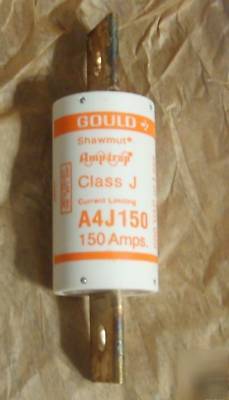 GOULD
Shawmut®
Amp-trap®
Class J
Current Limiting
A4J150
150 Amps.